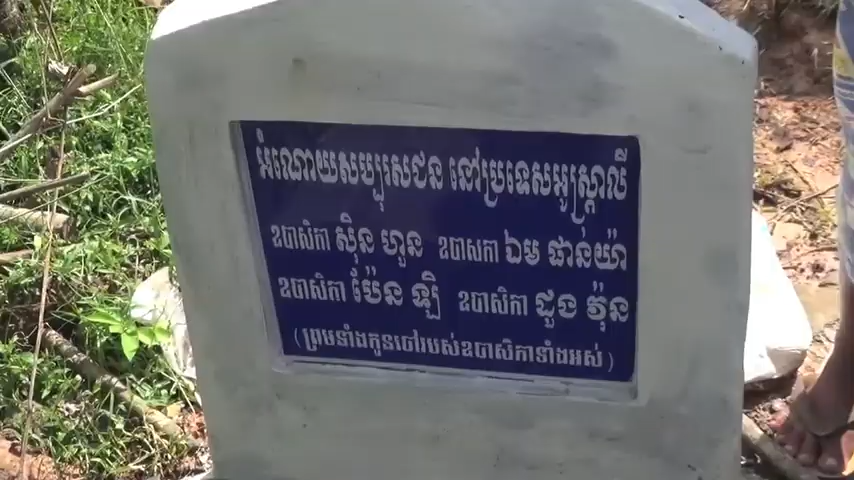 អំណោយសប្បុរសជន នៅប្រទេសអូស្ត្រាលី
ឧបាសិកា ស៊ិន ហួន ឧបាសិកា ឯម ផាន់យ៉ា
ឧបាសិកា ប៉ែន ឡី ឧបាសិកា ដួង វ៉ុន
(ព្រមទាំងកូនចៅរបស់ឧបាសិកាទាំងអស់)